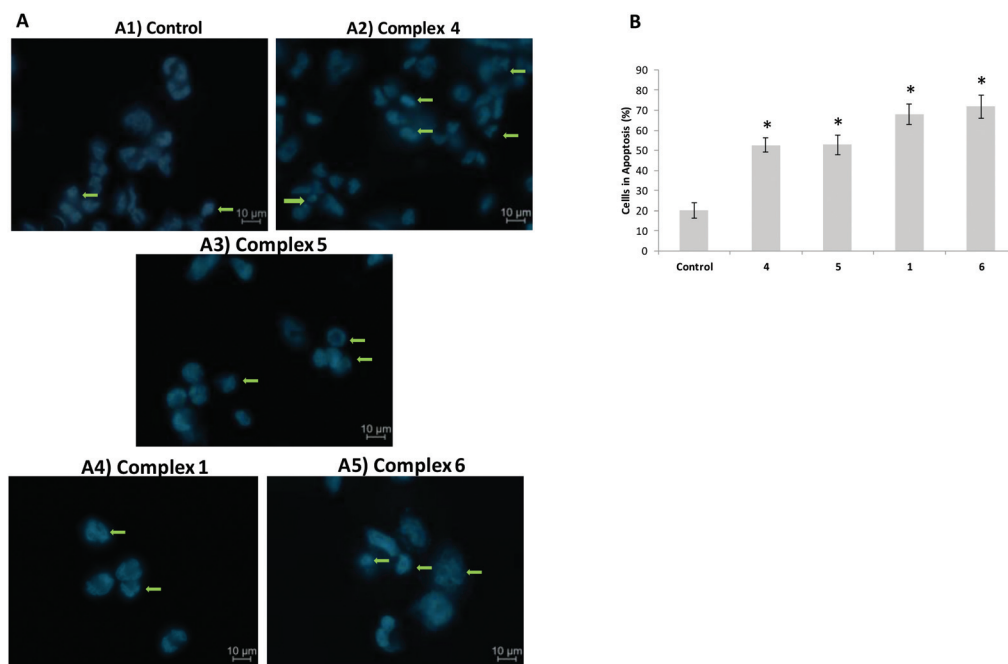 A
A1) Control
A2) Complex 4
10 μm
10 μm
A3) Complex 5
10 μm
A4) Complex 1
A5) Complex 6
10 μm
10 μm
B
Cellls in Apoptosis (%)
90
80
70
60
50
40
30
20
10
0
* * * *
Control 4 5 1 6